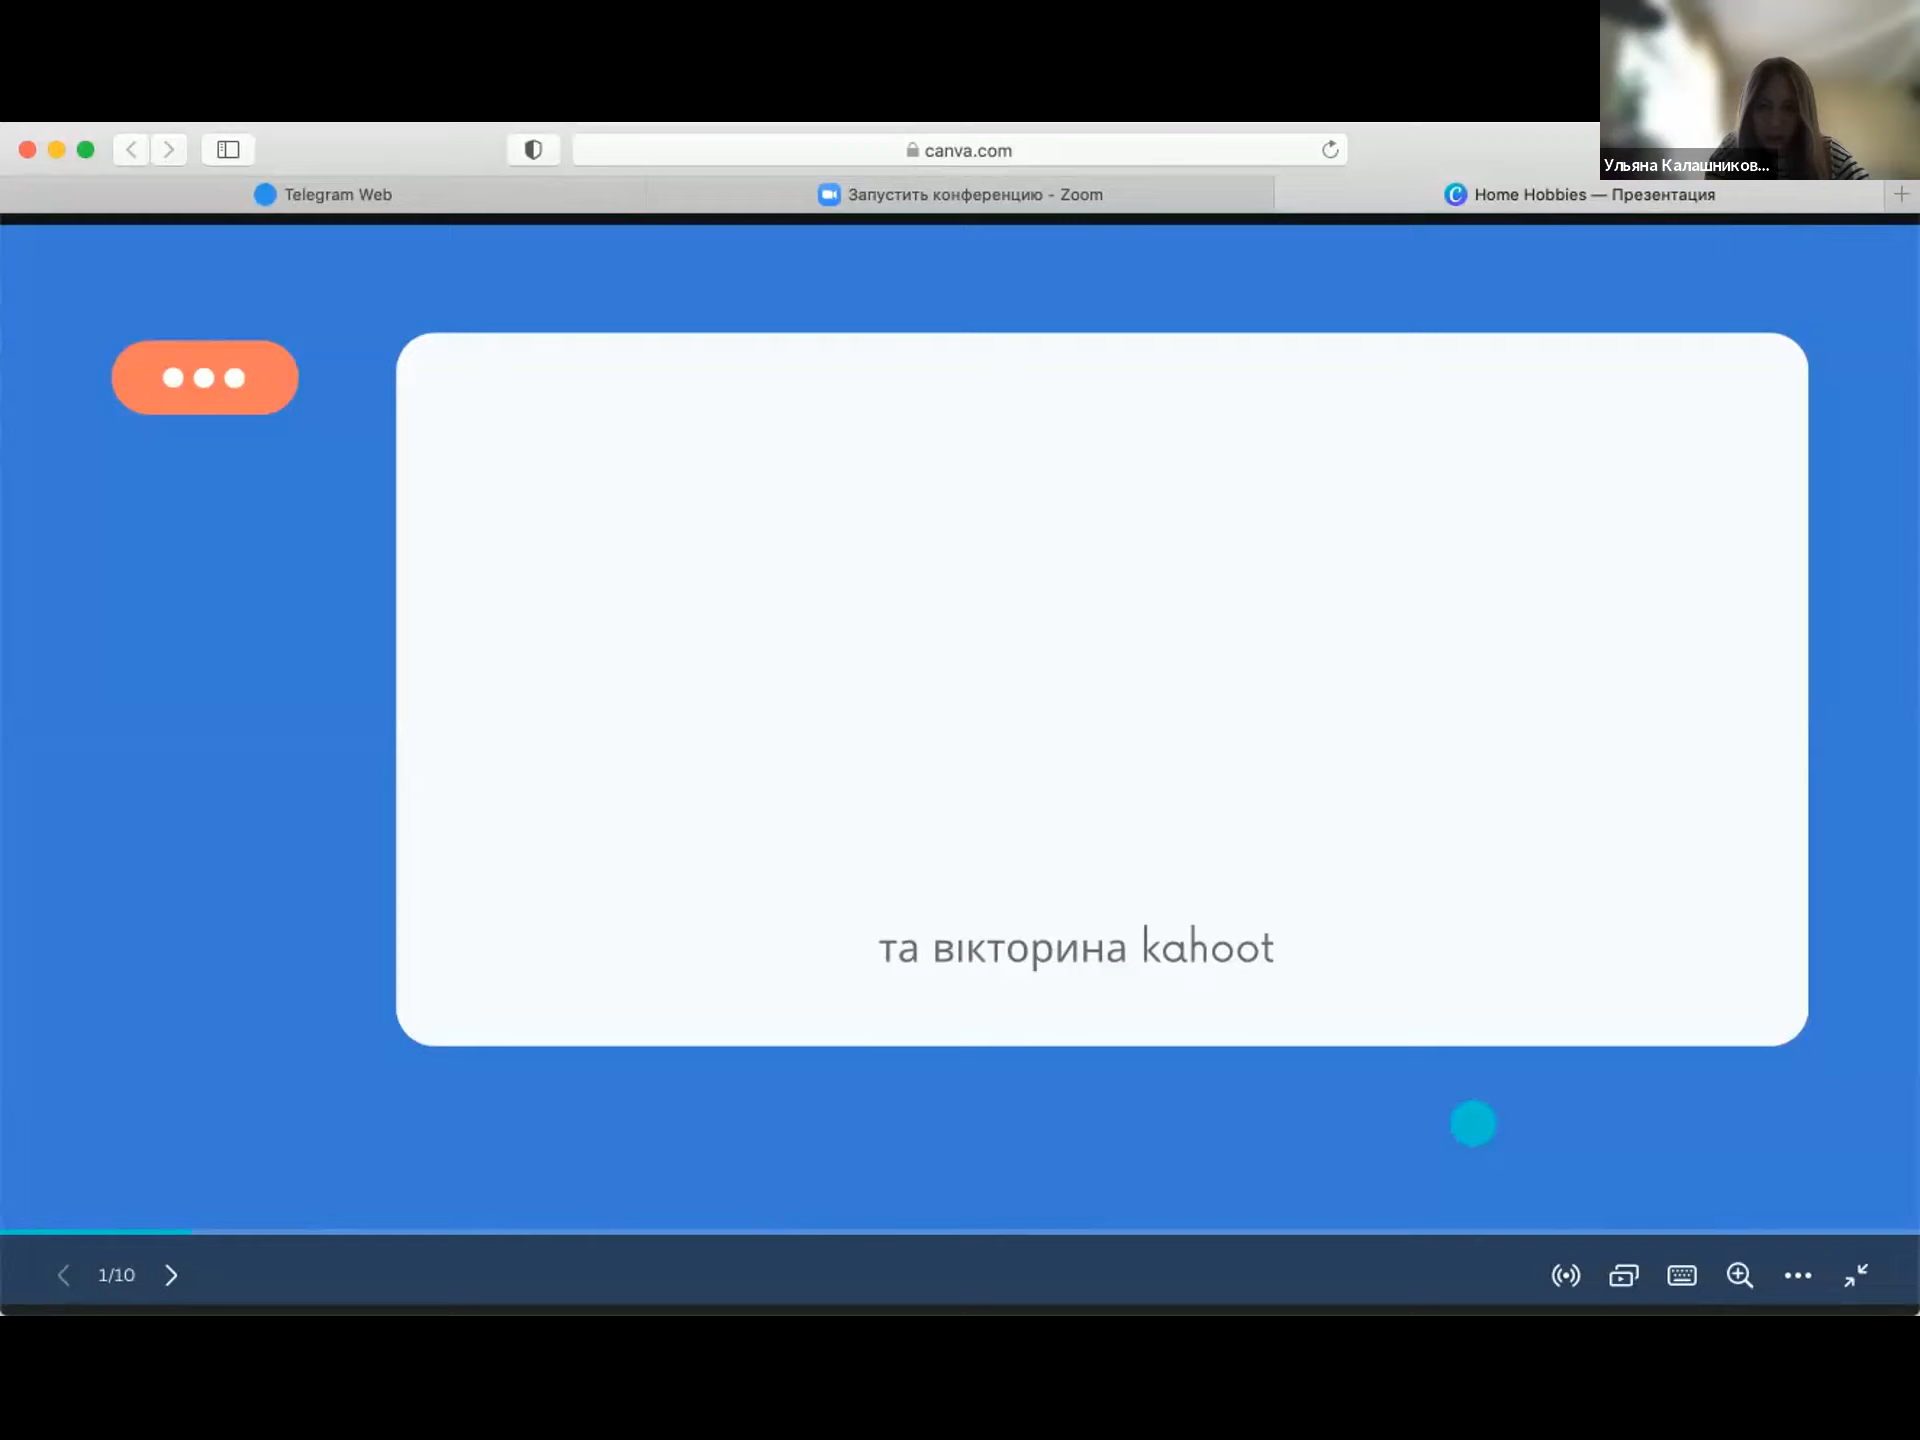 Ульяна Калашников...
canva.com
Telegram Web
Запустить конференцию - Zoom
Home Hobbies — Презентация
та вікторина kahoot
1/10